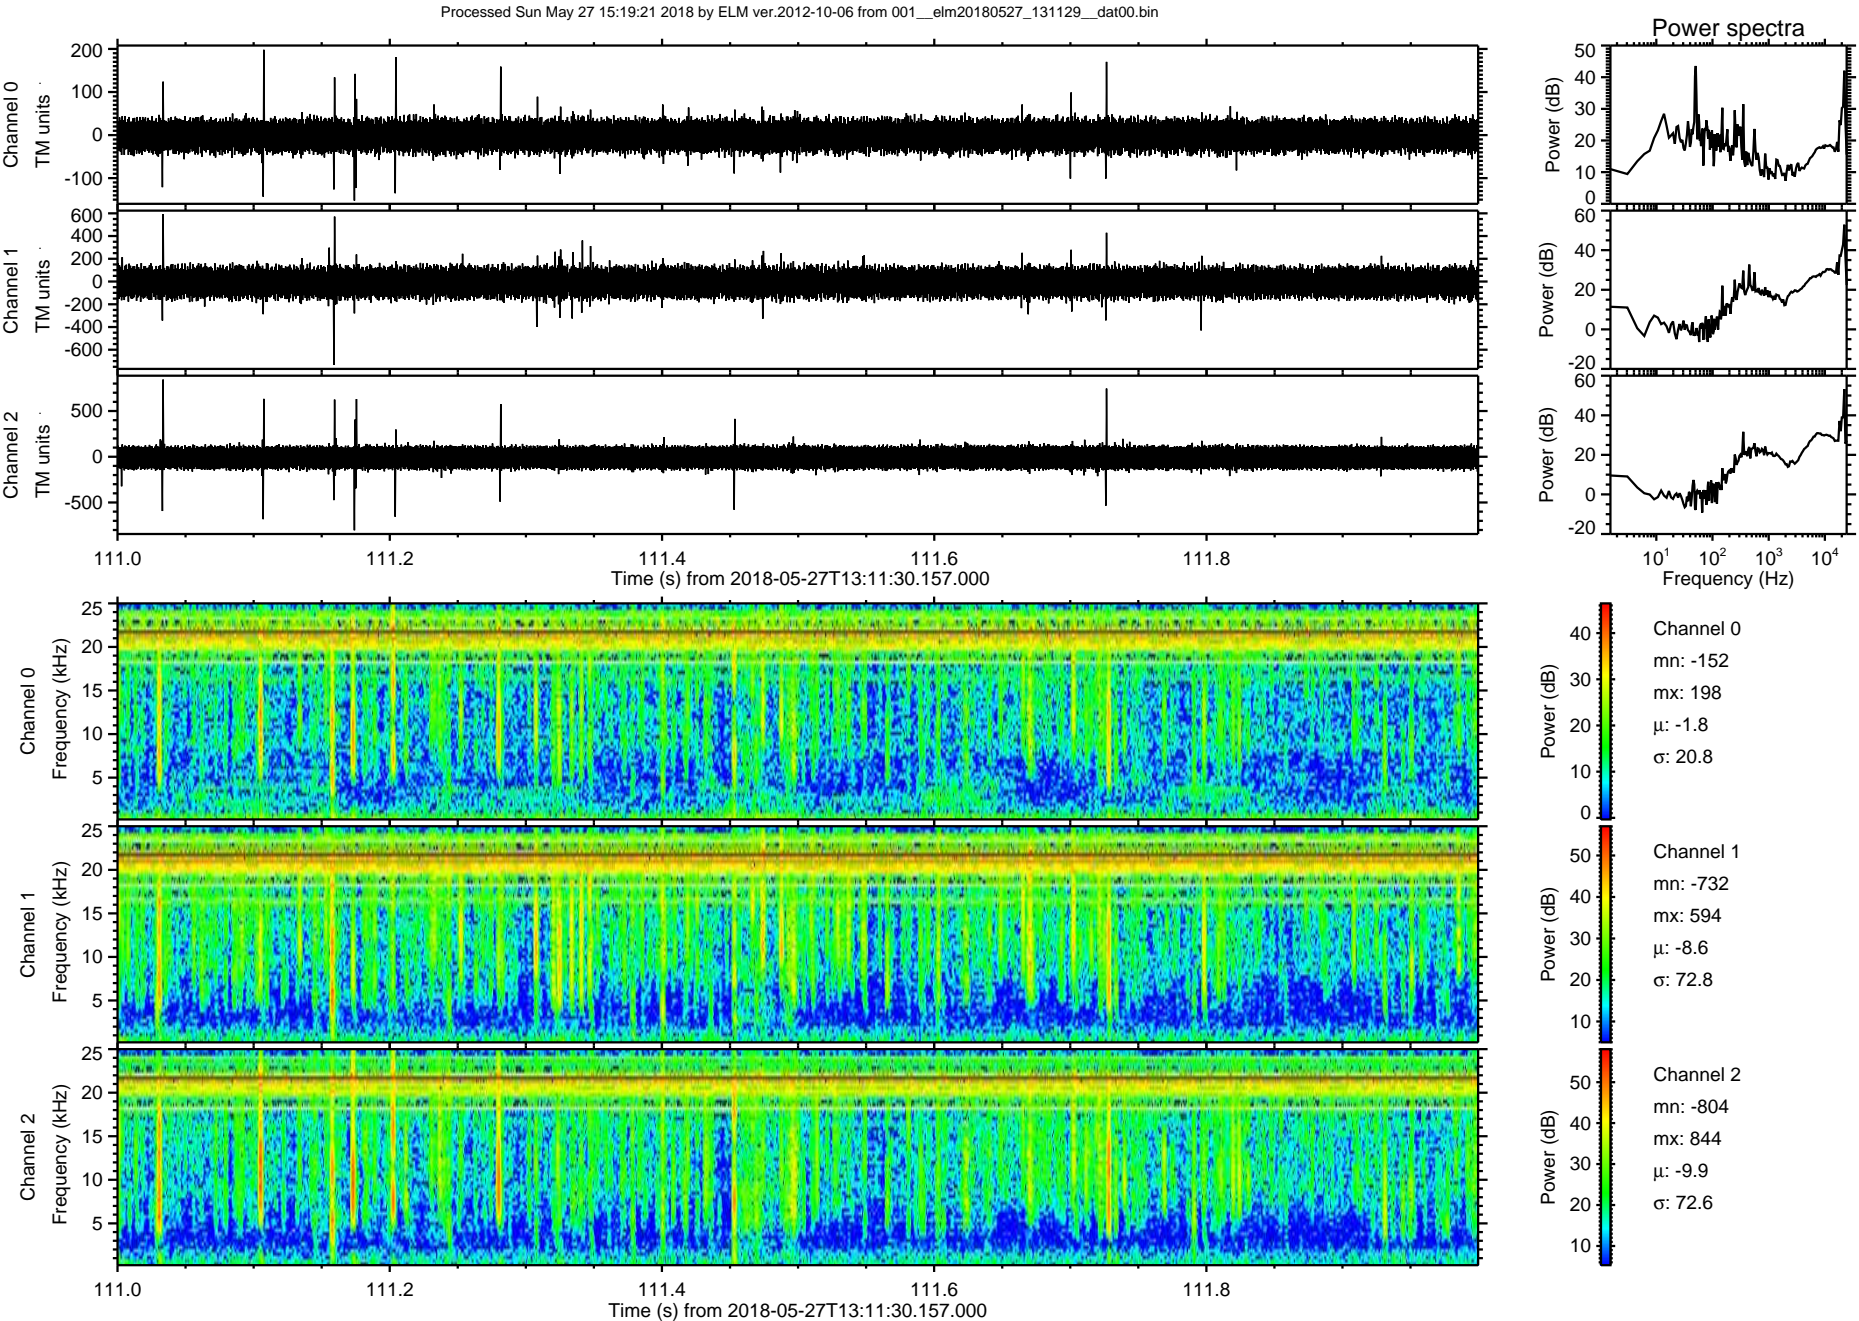 Processed Sun May 27 15:19:21 2018 by ELM ver.2012-10-06 from 001__elm20180527_131129__dat00.bin
Power spectra
Channel 0
TM units
200
100
0
-100
Power (dB)
50
40
30
20
10
0
Channel 1
TM units
600
400
200
0
-200
-400
-600
Power (dB)
60
40
20
0
-20
Channel 2
TM units
500
0
-500
Power (dB)
60
40
20
0
-20
111.0 111.2 111.4 111.6 111.8
Time (s) from 2018-05-27T13:11:30.157.000
10^1 10^2 10^3 10^4
Frequency (Hz)
Channel 0
Frequency (kHz)
25
20
15
10
5
Power (dB)
40
30
20
10
0
Channel 0
mn: -152
mx: 198
μ: -1.8
σ: 20.8
Channel 1
Frequency (kHz)
25
20
15
10
5
Power (dB)
50
40
30
20
10
Channel 1
mn: -732
mx: 594
μ: -8.6
σ: 72.8
Channel 2
Frequency (kHz)
25
20
15
10
5
Power (dB)
50
40
30
20
10
Channel 2
mn: -804
mx: 844
μ: -9.9
σ: 72.6
111.0 111.2 111.4 111.6 111.8
Time (s) from 2018-05-27T13:11:30.157.000